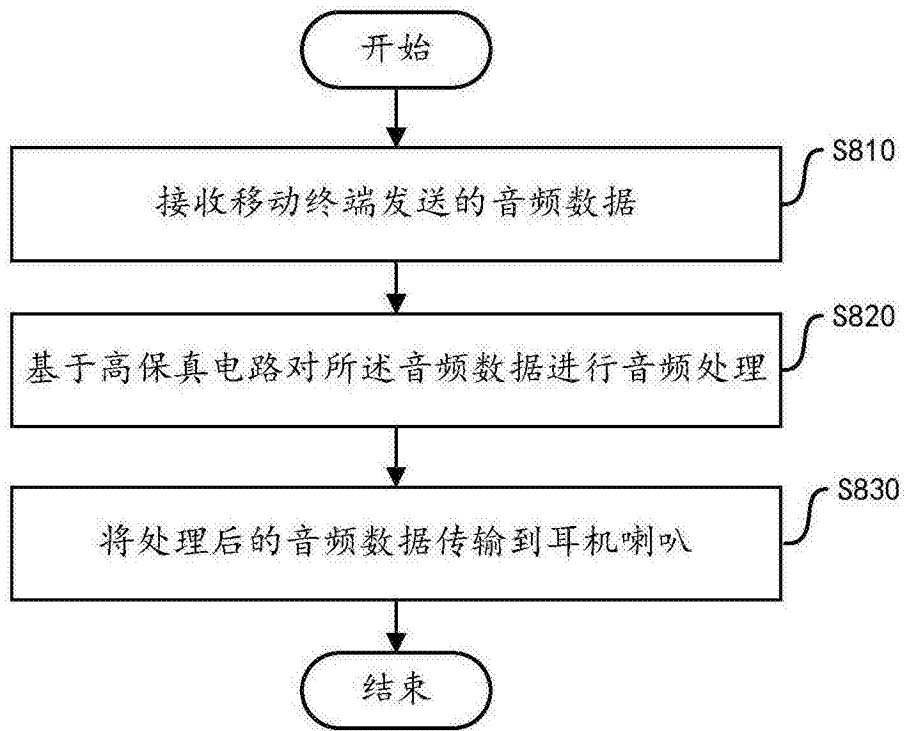 开始
S810
接收移动终端发送的音频数据
S820
基于高保真电路对所述音频数据进行音频处理
S830
将处理后的音频数据传输到耳机喇叭
结束